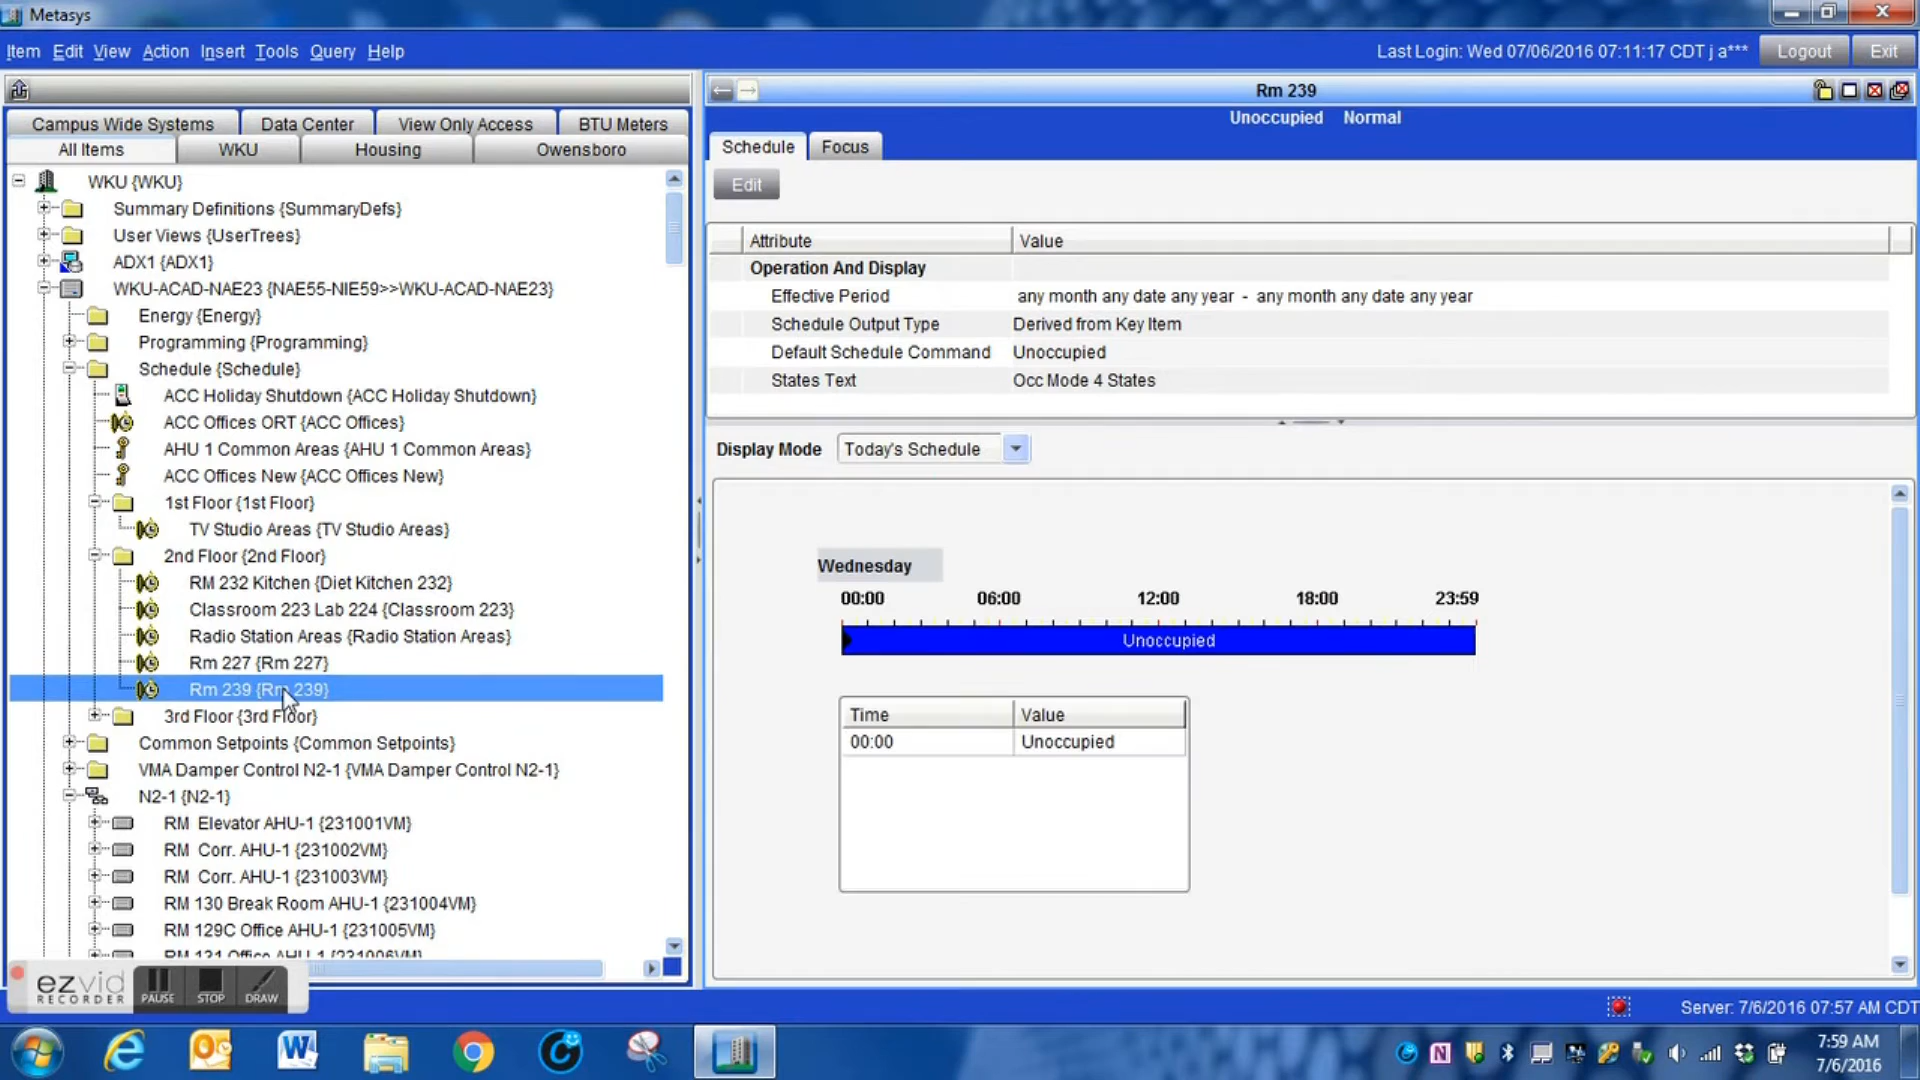 Metasys
Item Edit View Action Insert Tools Query Help
Last Login: Wed 07/06/2016 07:11:17 CDT j a***
Logout
Exit
Campus Wide Systems
Data Center
View Only Access
BTU Meters
All Items
WKU
Housing
Owensboro
WKU {WKU}
Summary Definitions {SummaryDefs}
User Views {UserTrees}
ADX1 {ADX1}
WKU-ACAD-NAE23 {NAE55-NIE59>>WKU-ACAD-NAE23}
Energy {Energy}
Programming {Programming}
Schedule {Schedule}
ACC Holiday Shutdown {ACC Holiday Shutdown}
ACC Offices ORT {ACC Offices}
AHU 1 Common Areas {AHU 1 Common Areas}
ACC Offices New {ACC Offices New}
1st Floor {1st Floor}
TV Studio Areas {TV Studio Areas}
2nd Floor {2nd Floor}
RM 232 Kitchen {Diet Kitchen 232}
Classroom 223 Lab 224 {Classroom 223}
Radio Station Areas {Radio Station Areas}
Rm 227 {Rm 227}
Rm 239 {Rm 239}
3rd Floor {3rd Floor}
Common Setpoints {Common Setpoints}
VMA Damper Control N2-1 {VMA Damper Control N2-1}
N2-1 {N2-1}
RM Elevator AHU-1 {231001VM}
RM Corr. AHU-1 {231002VM}
RM Corr. AHU-1 {231003VM}
RM 130 Break Room AHU-1 {231004VM}
RM 129C Office AHU-1 {231005VM}
RM 131 Office AHU-1 {231006VM}
ezvid
RECORDER
PAUSE
STOP
DRAW
Rm 239
Unoccupied Normal
Schedule
Focus
Edit
Attribute Value
Operation And Display
Effective Period any month any date any year - any month any date any year
Schedule Output Type Derived from Key Item
Default Schedule Command Unoccupied
States Text Occ Mode 4 States
Display Mode Today's Schedule
Wednesday
00:00 06:00 12:00 18:00 23:59
Unoccupied
Time Value
00:00 Unoccupied
Server: 7/6/2016 07:57 AM CDT
7:59 AM
7/6/2016